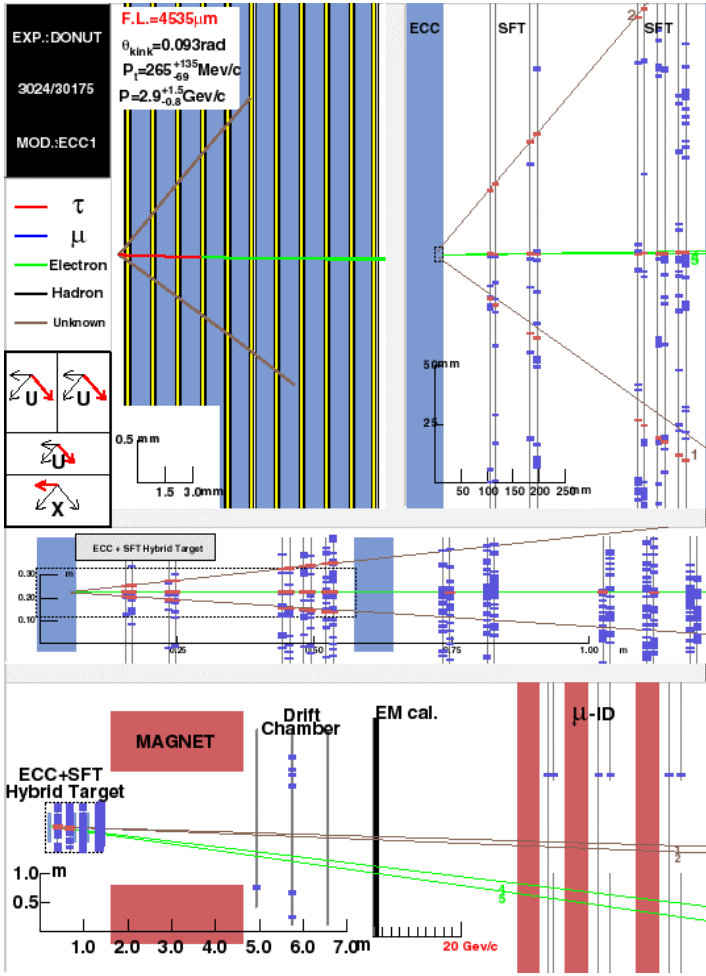 EXP.:DONUT
3024/30175
MOD.:ECC1
F.L.=4535μm
θkink=0.093rad
Pt=265+135-69Mev/c
P=2.9+1.5-0.8Gev/c
τ
μ
Electron
Hadron
Unknown
U
U
U
X
0.5 mm
1.5 3.0mm
ECC SFT SFT
2
4
5
50mm
25
1
50 100 150 200 250mm
ECC + SFT Hybrid Target
0.30 m
0.20
0.10
0.25 0.50 0.75 1.00 m
MAGNET
Drift
Chamber
EM cal.
μ-ID
ECC+SFT
Hybrid Target
1
2
4
5
1.0 m
0.5
1.0 2.0 3.0 4.0 5.0 6.0 7.0m
20 Gev/c